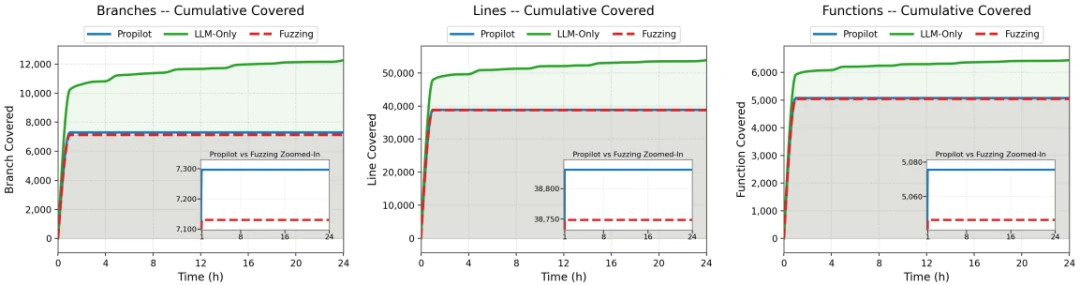 Branches -- Cumulative Covered
Propilot LLM-Only Fuzzing
12,000
10,000
8,000
6,000
4,000
2,000
0
Branch Covered
Propilot vs Fuzzing Zoomed-In
7,300
7,200
7,100
1 8 16 24
0 4 8 12 16 20 24
Time (h)
Lines -- Cumulative Covered
Propilot LLM-Only Fuzzing
50,000
40,000
30,000
20,000
10,000
0
Line Covered
Propilot vs Fuzzing Zoomed-In
38,800
38,750
1 8 16 24
0 4 8 12 16 20 24
Time (h)
Functions -- Cumulative Covered
Propilot LLM-Only Fuzzing
6,000
5,000
4,000
3,000
2,000
1,000
0
Function Covered
Propilot vs Fuzzing Zoomed-In
5,080
5,060
1 8 16 24
0 4 8 12 16 20 24
Time (h)